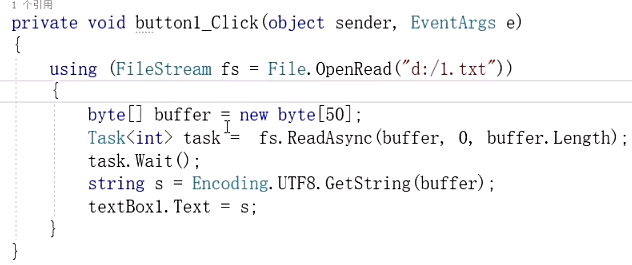 1 个引用
private void button1_Click(object sender, EventArgs e)
{
using (FileStream fs = File.OpenRead("d:/1.txt"))
{
byte[] buffer = new byte[50];
Task<int> task = fs.ReadAsync(buffer, 0, buffer.Length);
task.Wait();
string s = Encoding.UTF8.GetString(buffer);
textBox1.Text = s;
}
}